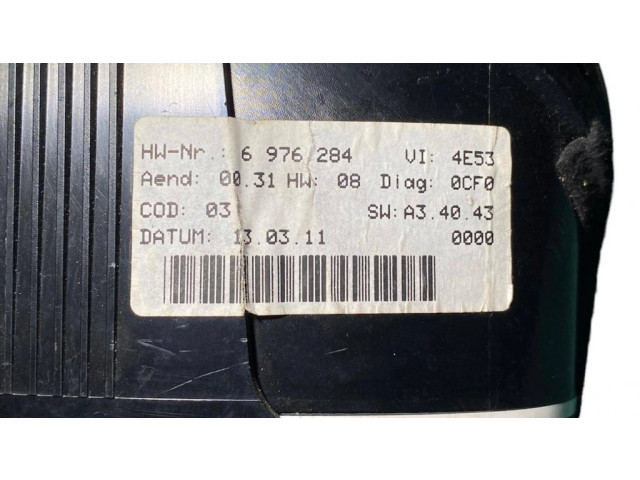 HW-Nr.: 6 976 284 VI: 4E53
Aend: 00.31 HW: 08 Diag: 0CF0
COD: 03 SW: A3.40.43
DATUM: 13.03.11 0000